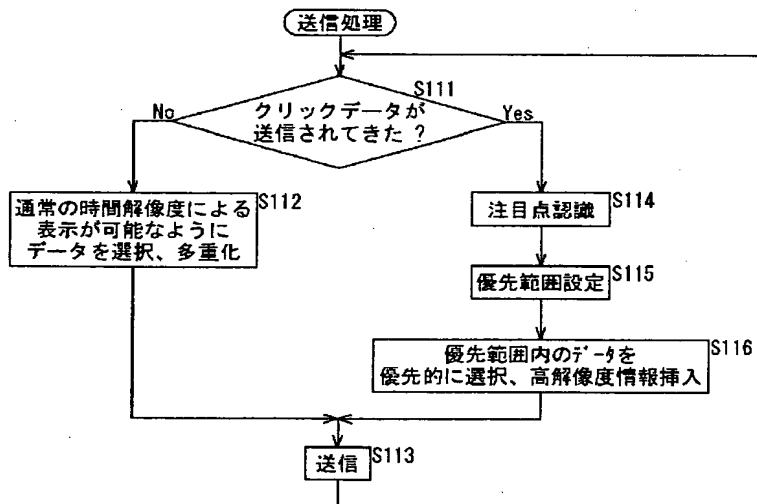 送信処理
S111
クリックデータが
送信されてきた ?
No
Yes
通常の時間解像度による
表示が可能なように
データを選択、多重化
S112
注目点認識
S114
優先範囲設定
S115
優先範囲内のデータを
優先的に選択、高解像度情報挿入
S116
送信
S113